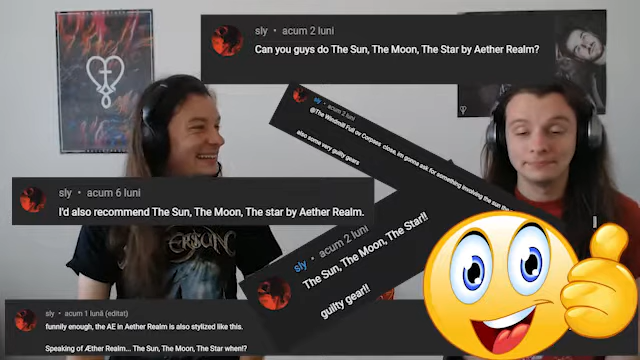 sly • acum 2 luni
Can you guys do The Sun, The Moon, The Star by Aether Realm?
sly • acum 2 luni
@The Windmill Full ov Corpses close, im gonna ask for something involving the sun the
also some very guilty gears
sly • acum 6 luni
I'd also recommend The Sun, The Moon, The star by Aether Realm.
sly • acum 2 luni
The Sun, The Moon, The Star!!
guilty gear!!
sly • acum 1 lună (editat)
funnily enough, the AE in Aether Realm is also stylized like this.
Speaking of Æther Realm... The Sun, The Moon, The Star when!?